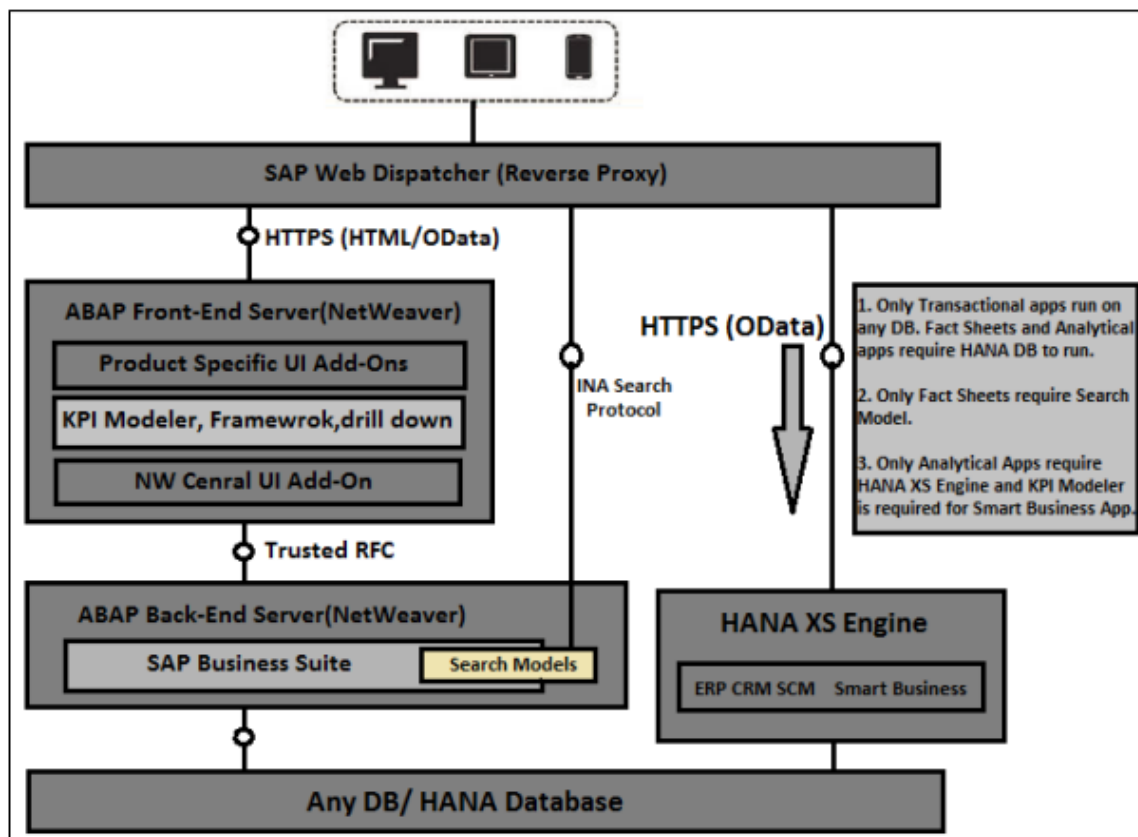 SAP Web Dispatcher (Reverse Proxy)
HTTPS (HTML/OData)
ABAP Front-End Server(NetWeaver)
Product Specific UI Add-Ons
KPI Modeler, Framewrok,drill down
NW Cenral UI Add-On
Trusted RFC
ABAP Back-End Server(NetWeaver)
SAP Business Suite
Search Models
INA Search
Protocol
HTTPS (OData)
1. Only Transactional apps run on
any DB. Fact Sheets and Analytical
apps require HANA DB to run.
2. Only Fact Sheets require Search
Model.
3. Only Analytical Apps require
HANA XS Engine and KPI Modeler
is required for Smart Business App.
HANA XS Engine
ERP CRM SCM Smart Business
Any DB/ HANA Database